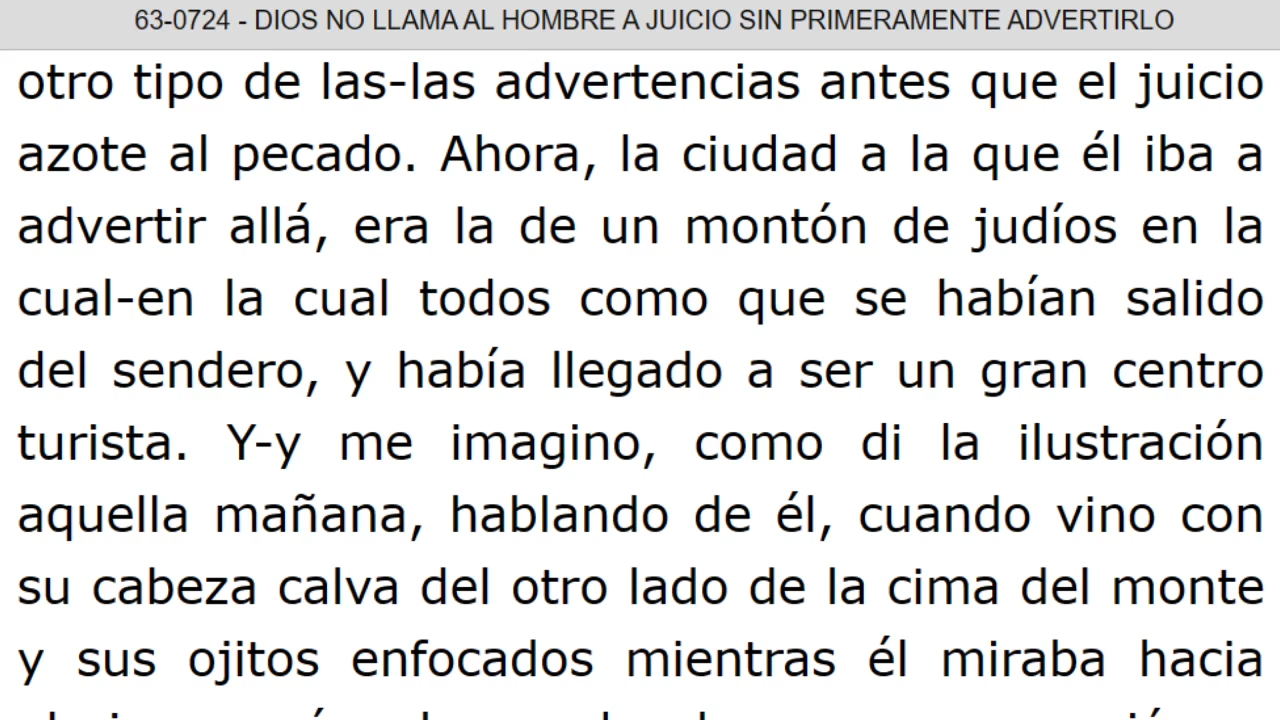 63-0724 - DIOS NO LLAMA AL HOMBRE A JUICIO SIN PRIMERAMENTE ADVERTIRLO
otro tipo de las-las advertencias antes que el juicio
azote al pecado. Ahora, la ciudad a la que él iba a
advertir allá, era la de un montón de judíos en la
cual-en la cual todos como que se habían salido
del sendero, y había llegado a ser un gran centro
turista. Y-y me imagino, como di la ilustración
aquella mañana, hablando de él, cuando vino con
su cabeza calva del otro lado de la cima del monte
y sus ojitos enfocados mientras él miraba hacia